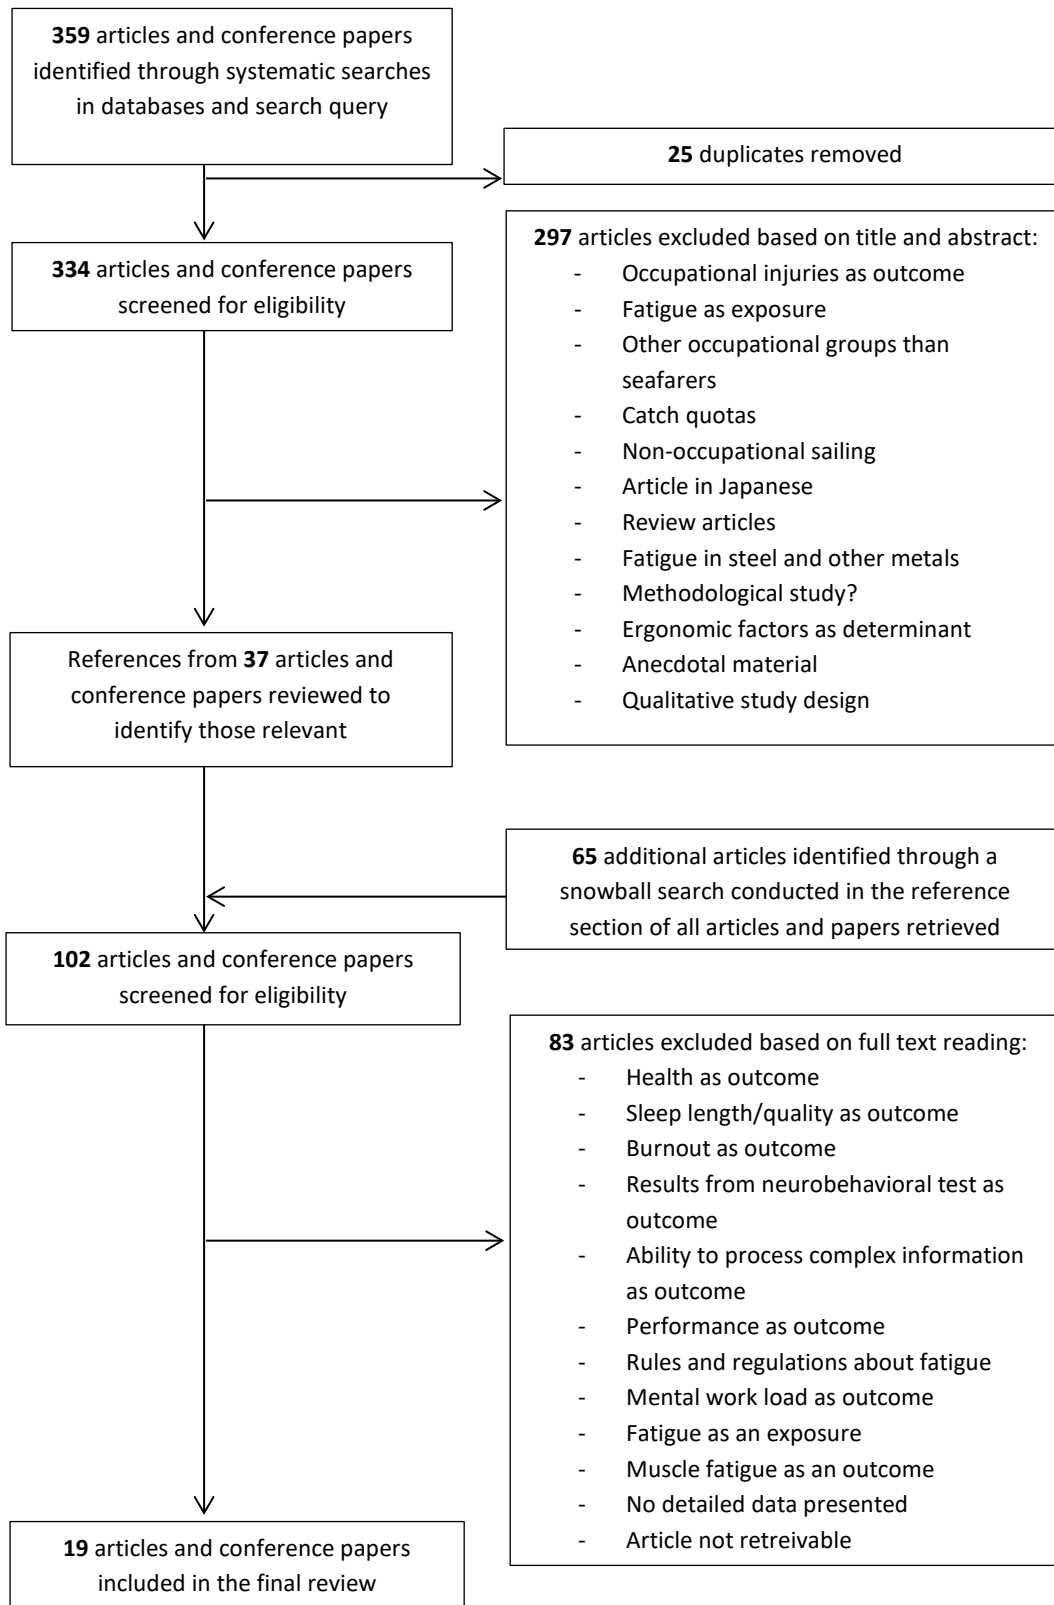 359 articles and conference papers
identified through systematic searches
in databases and search query
25 duplicates removed
334 articles and conference papers
screened for eligibility
297 articles excluded based on title and abstract:
- Occupational injuries as outcome
- Fatigue as exposure
- Other occupational groups than
seafarers
- Catch quotas
- Non-occupational sailing
- Article in Japanese
- Review articles
- Fatigue in steel and other metals
- Methodological study?
- Ergonomic factors as determinant
- Anecdotal material
- Qualitative study design
References from 37 articles and
conference papers reviewed to
identify those relevant
65 additional articles identified through a
snowball search conducted in the reference
section of all articles and papers retrieved
102 articles and conference papers
screened for eligibility
83 articles excluded based on full text reading:
- Health as outcome
- Sleep length/quality as outcome
- Burnout as outcome
- Results from neurobehavioral test as
outcome
- Ability to process complex information
as outcome
- Performance as outcome
- Rules and regulations about fatigue
- Mental work load as outcome
- Fatigue as an exposure
- Muscle fatigue as an outcome
- No detailed data presented
- Article not retreivable
19 articles and conference papers
included in the final review